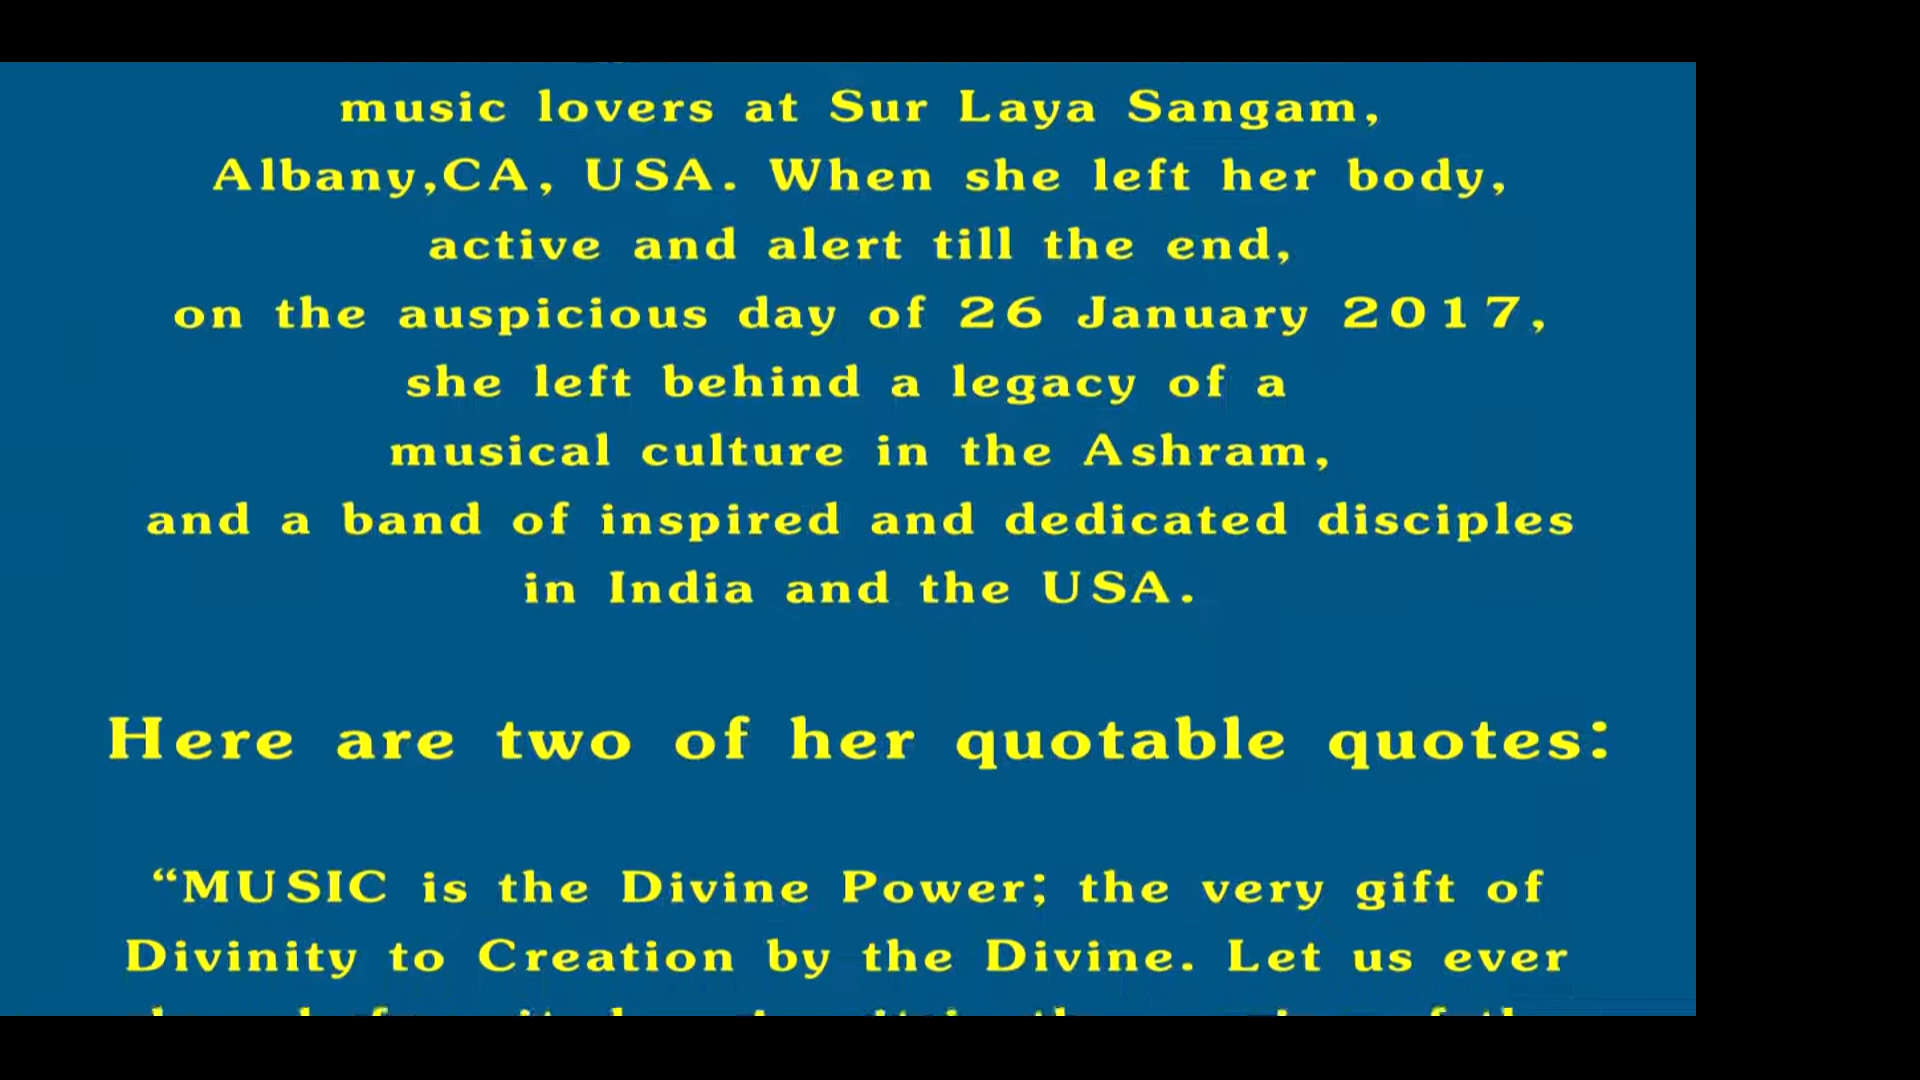 music lovers at Sur Laya Sangam,
Albany,CA, USA. When she left her body,
active and alert till the end,
on the auspicious day of 26 January 2017,
she left behind a legacy of a
musical culture in the Ashram,
and a band of inspired and dedicated disciples
in India and the USA.
Here are two of her quotable quotes:
“MUSIC is the Divine Power; the very gift of
Divinity to Creation by the Divine. Let us ever